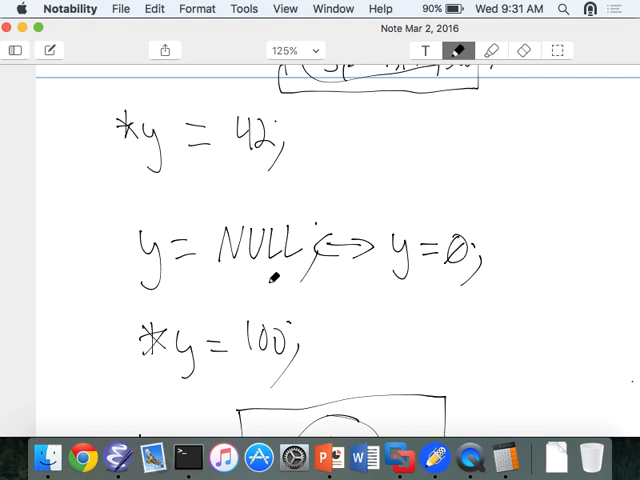 Notability File Edit Format Tools View Window Help 90% Wed 9:31 AM
Note Mar 2, 2016
125% T
*y = 42;
y = NULL; ⟷ y = 0;
*y = 100;